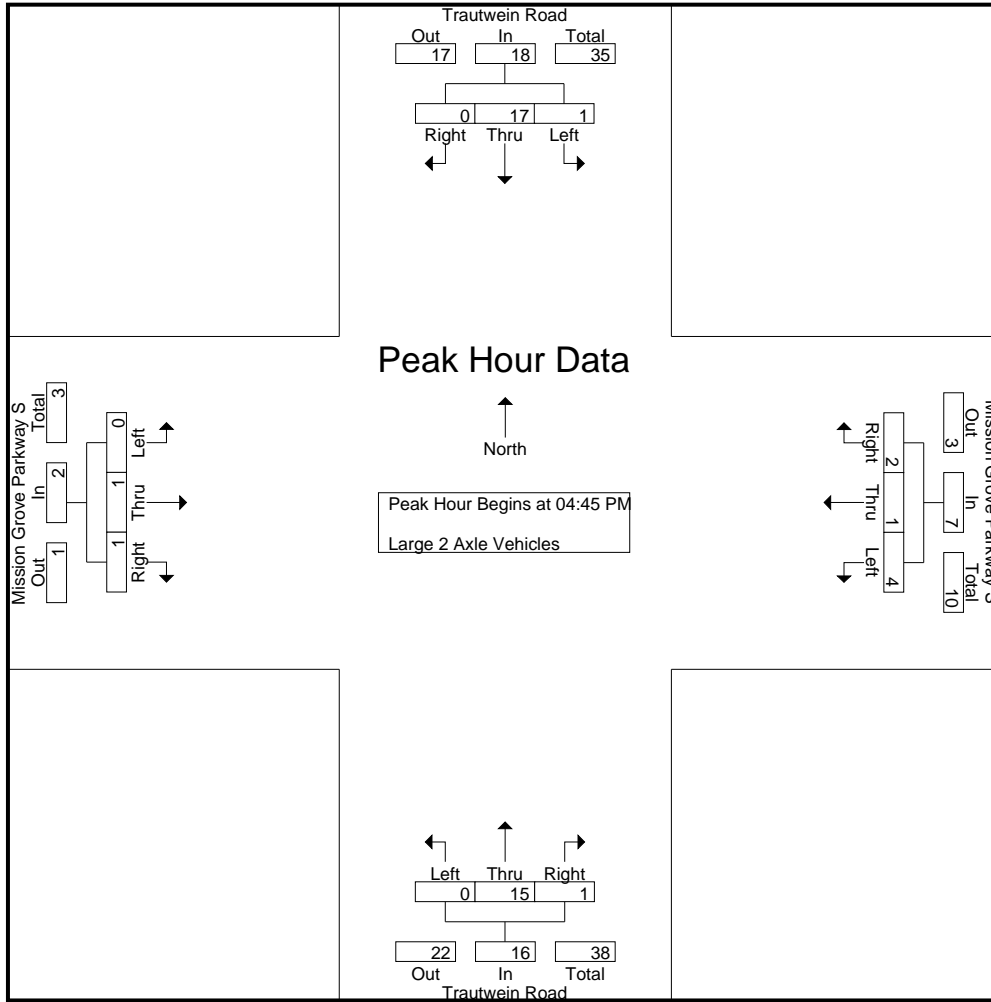 Trautwein Road
Out In Total
17 18 35
0 17 1
Right Thru Left
Peak Hour Data
North
Peak Hour Begins at 04:45 PM
Large 2 Axle Vehicles
Mission Grove Parkway S
Total In Out
3 2 1
0 1 1
Left Thru Right
Mission Grove Parkway S
Out In Total
3 7 10
Right Thru Left
2 1 4
Left Thru Right
0 15 1
22 16 38
Out In Total
Trautwein Road